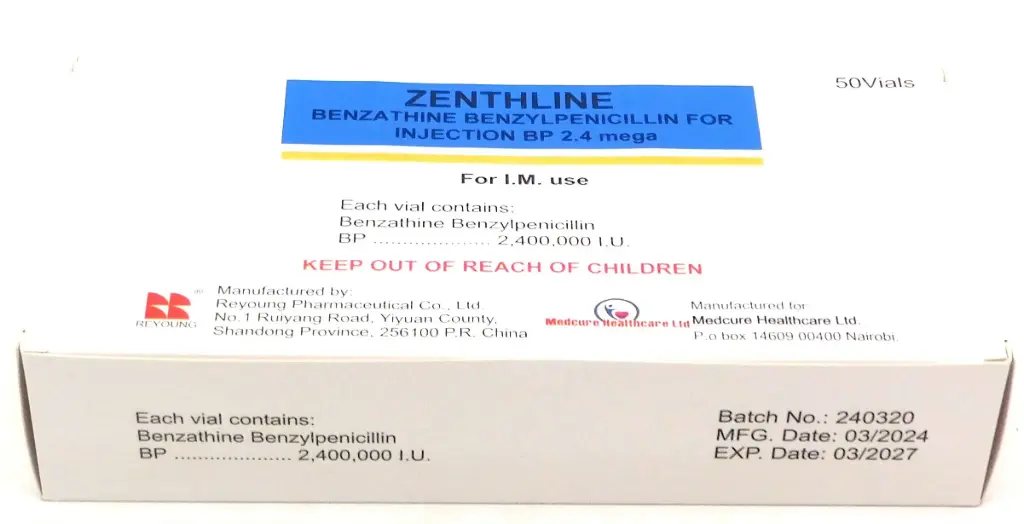 50Vials
ZENTHLINE
BENZATHINE BENZYLPENICILLIN FOR
INJECTION BP 2.4 mega
For I.M. use
Each vial contains:
Benzathine Benzylpenicillin
BP .................... 2,400,000 I.U.
KEEP OUT OF REACH OF CHILDREN
REYOUNG
®
Manufactured by:
Reyoung Pharmaceutical Co., Ltd.
No.1 Ruiyang Road, Yiyuan County,
Shandong Province, 256100 P.R. China
Medcure Healthcare Ltd
Manufactured for
Medcure Healthcare Ltd.
P.o box 14609 00400 Nairobi.
Each vial contains:
Benzathine Benzylpenicillin
BP .................... 2,400,000 I.U.
Batch No.: 240320
MFG. Date: 03/2024
EXP. Date: 03/2027